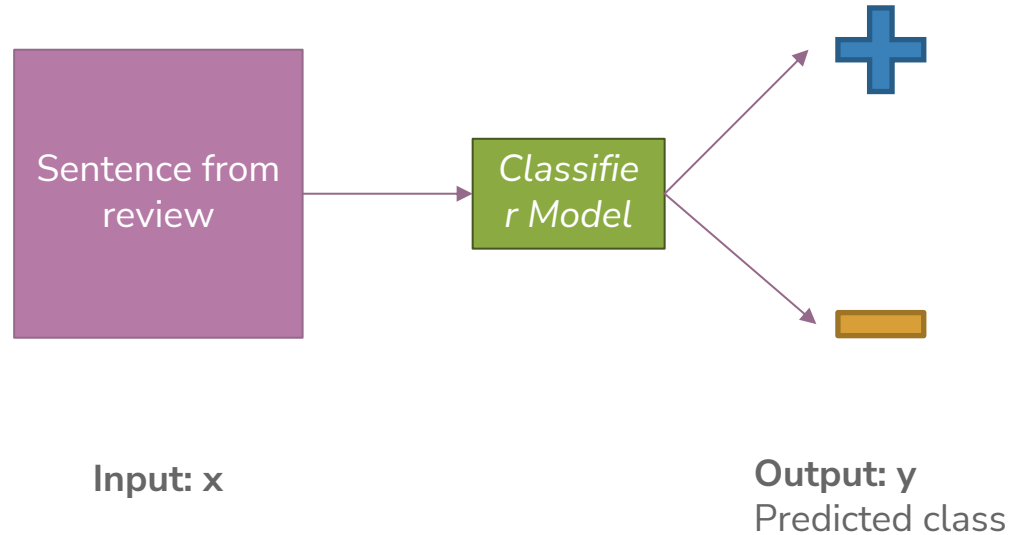 Sentence from
review
Classifie
r Model
Input: x
Output: y
Predicted class